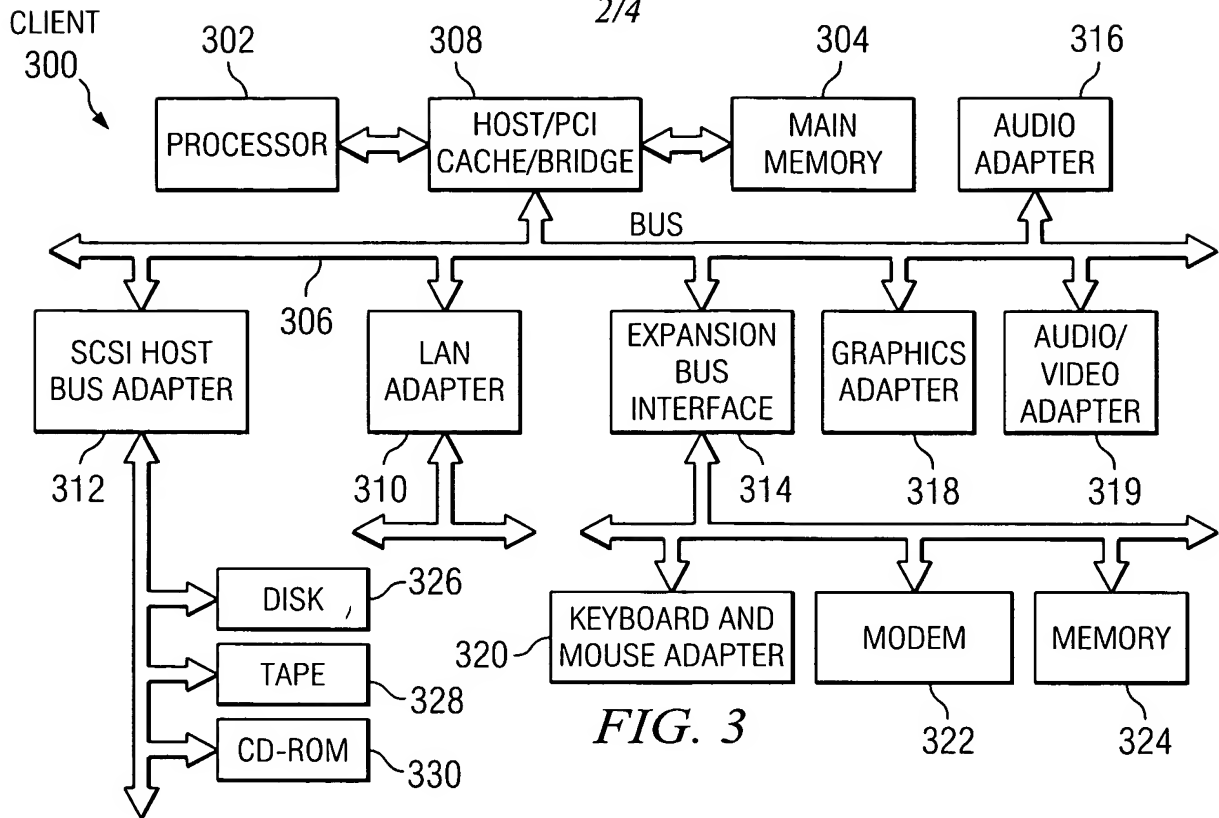 2/4
CLIENT
300
302
308
304
316
PROCESSOR
HOST/PCI
CACHE/BRIDGE
MAIN
MEMORY
AUDIO
ADAPTER
BUS
306
SCSI HOST
BUS ADAPTER
LAN
ADAPTER
EXPANSION
BUS
INTERFACE
GRAPHICS
ADAPTER
AUDIO/
VIDEO
ADAPTER
312
310
314
318
319
DISK
326
TAPE
328
CD-ROM
330
320
KEYBOARD AND
MOUSE ADAPTER
MODEM
MEMORY
322
324
FIG. 3